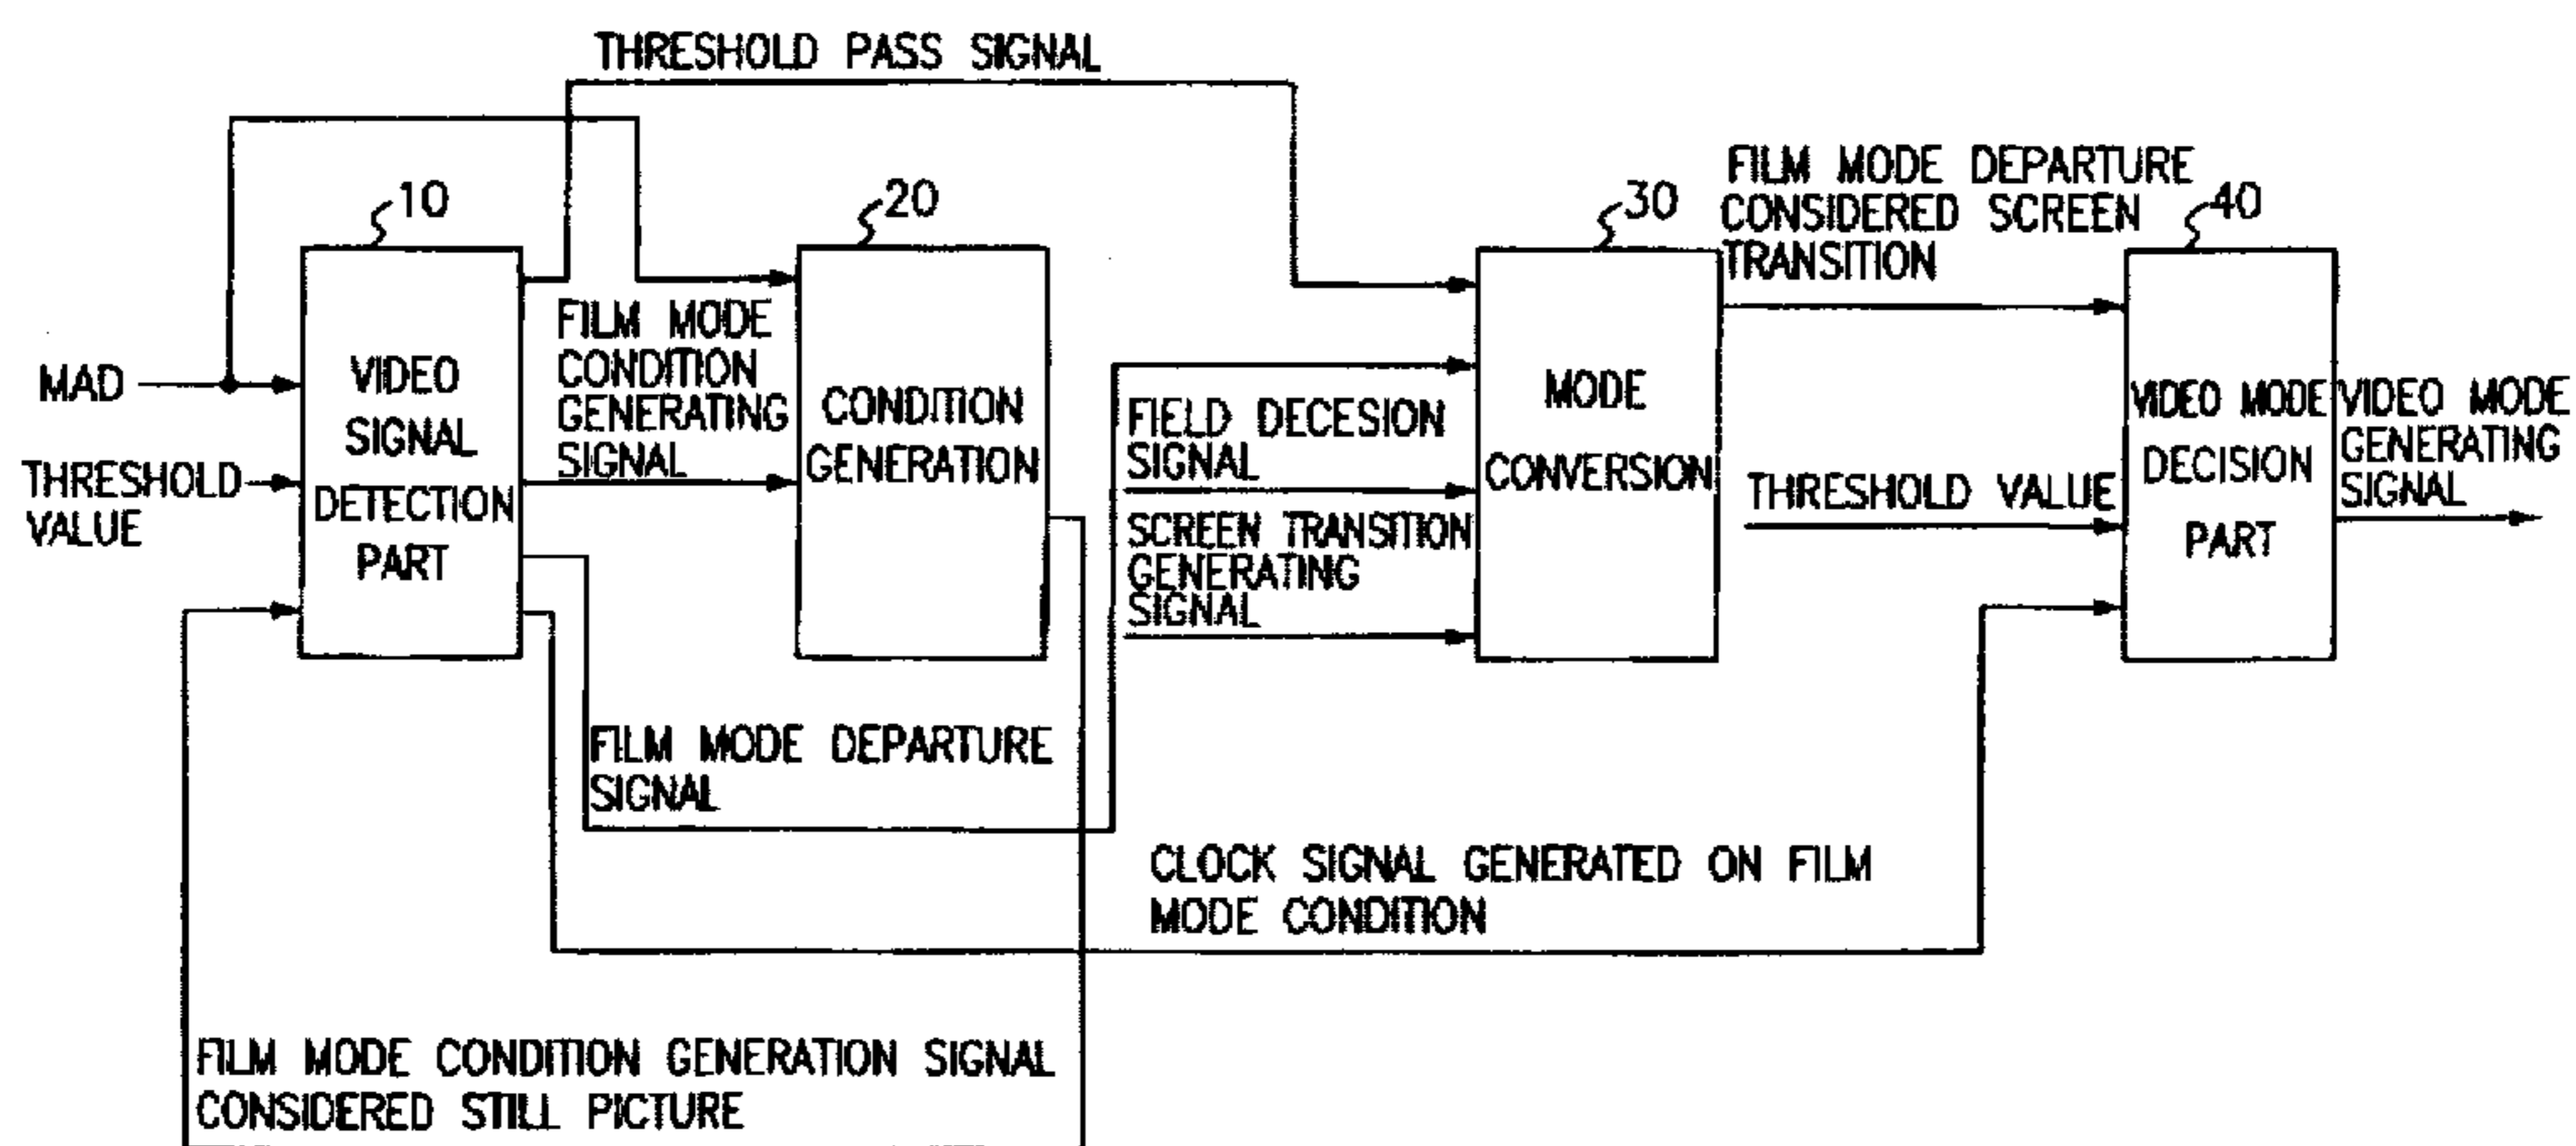 THRESHOLD PASS SIGNAL
10
20
30
FILM MODE DEPARTURE
CONSIDERED SCREEN
TRANSITION
40
MAD
THRESHOLD
VALUE
VIDEO
SIGNAL
DETECTION
PART
FILM MODE
CONDITION
GENERATING
SIGNAL
CONDITION
GENERATION
FIELD DECESION
SIGNAL
SCREEN TRANSITION
GENERATING
SIGNAL
MODE
CONVERSION
THRESHOLD VALUE
VIDEO MODE
DECISION
PART
VIDEO MODE
GENERATING
SIGNAL
FILM MODE DEPARTURE
SIGNAL
CLOCK SIGNAL GENERATED ON FILM
MODE CONDITION
FILM MODE CONDITION GENERATION SIGNAL
CONSIDERED STILL PICTURE